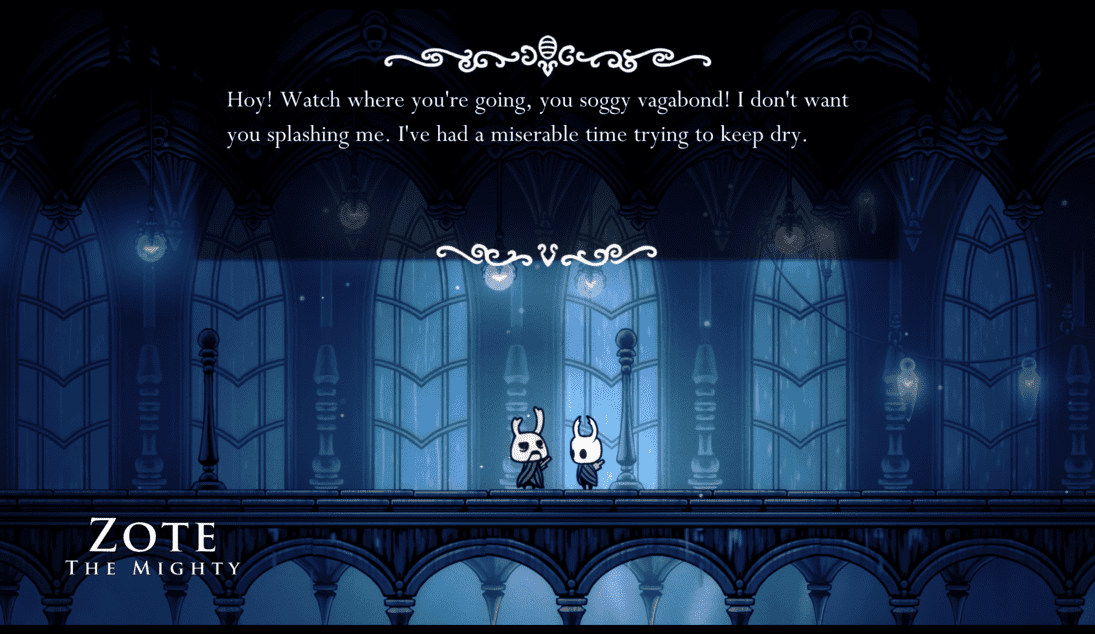 Hoy! Watch where you're going, you soggy vagabond! I don't want
you splashing me. I've had a miserable time trying to keep dry.
Zote
The Mighty